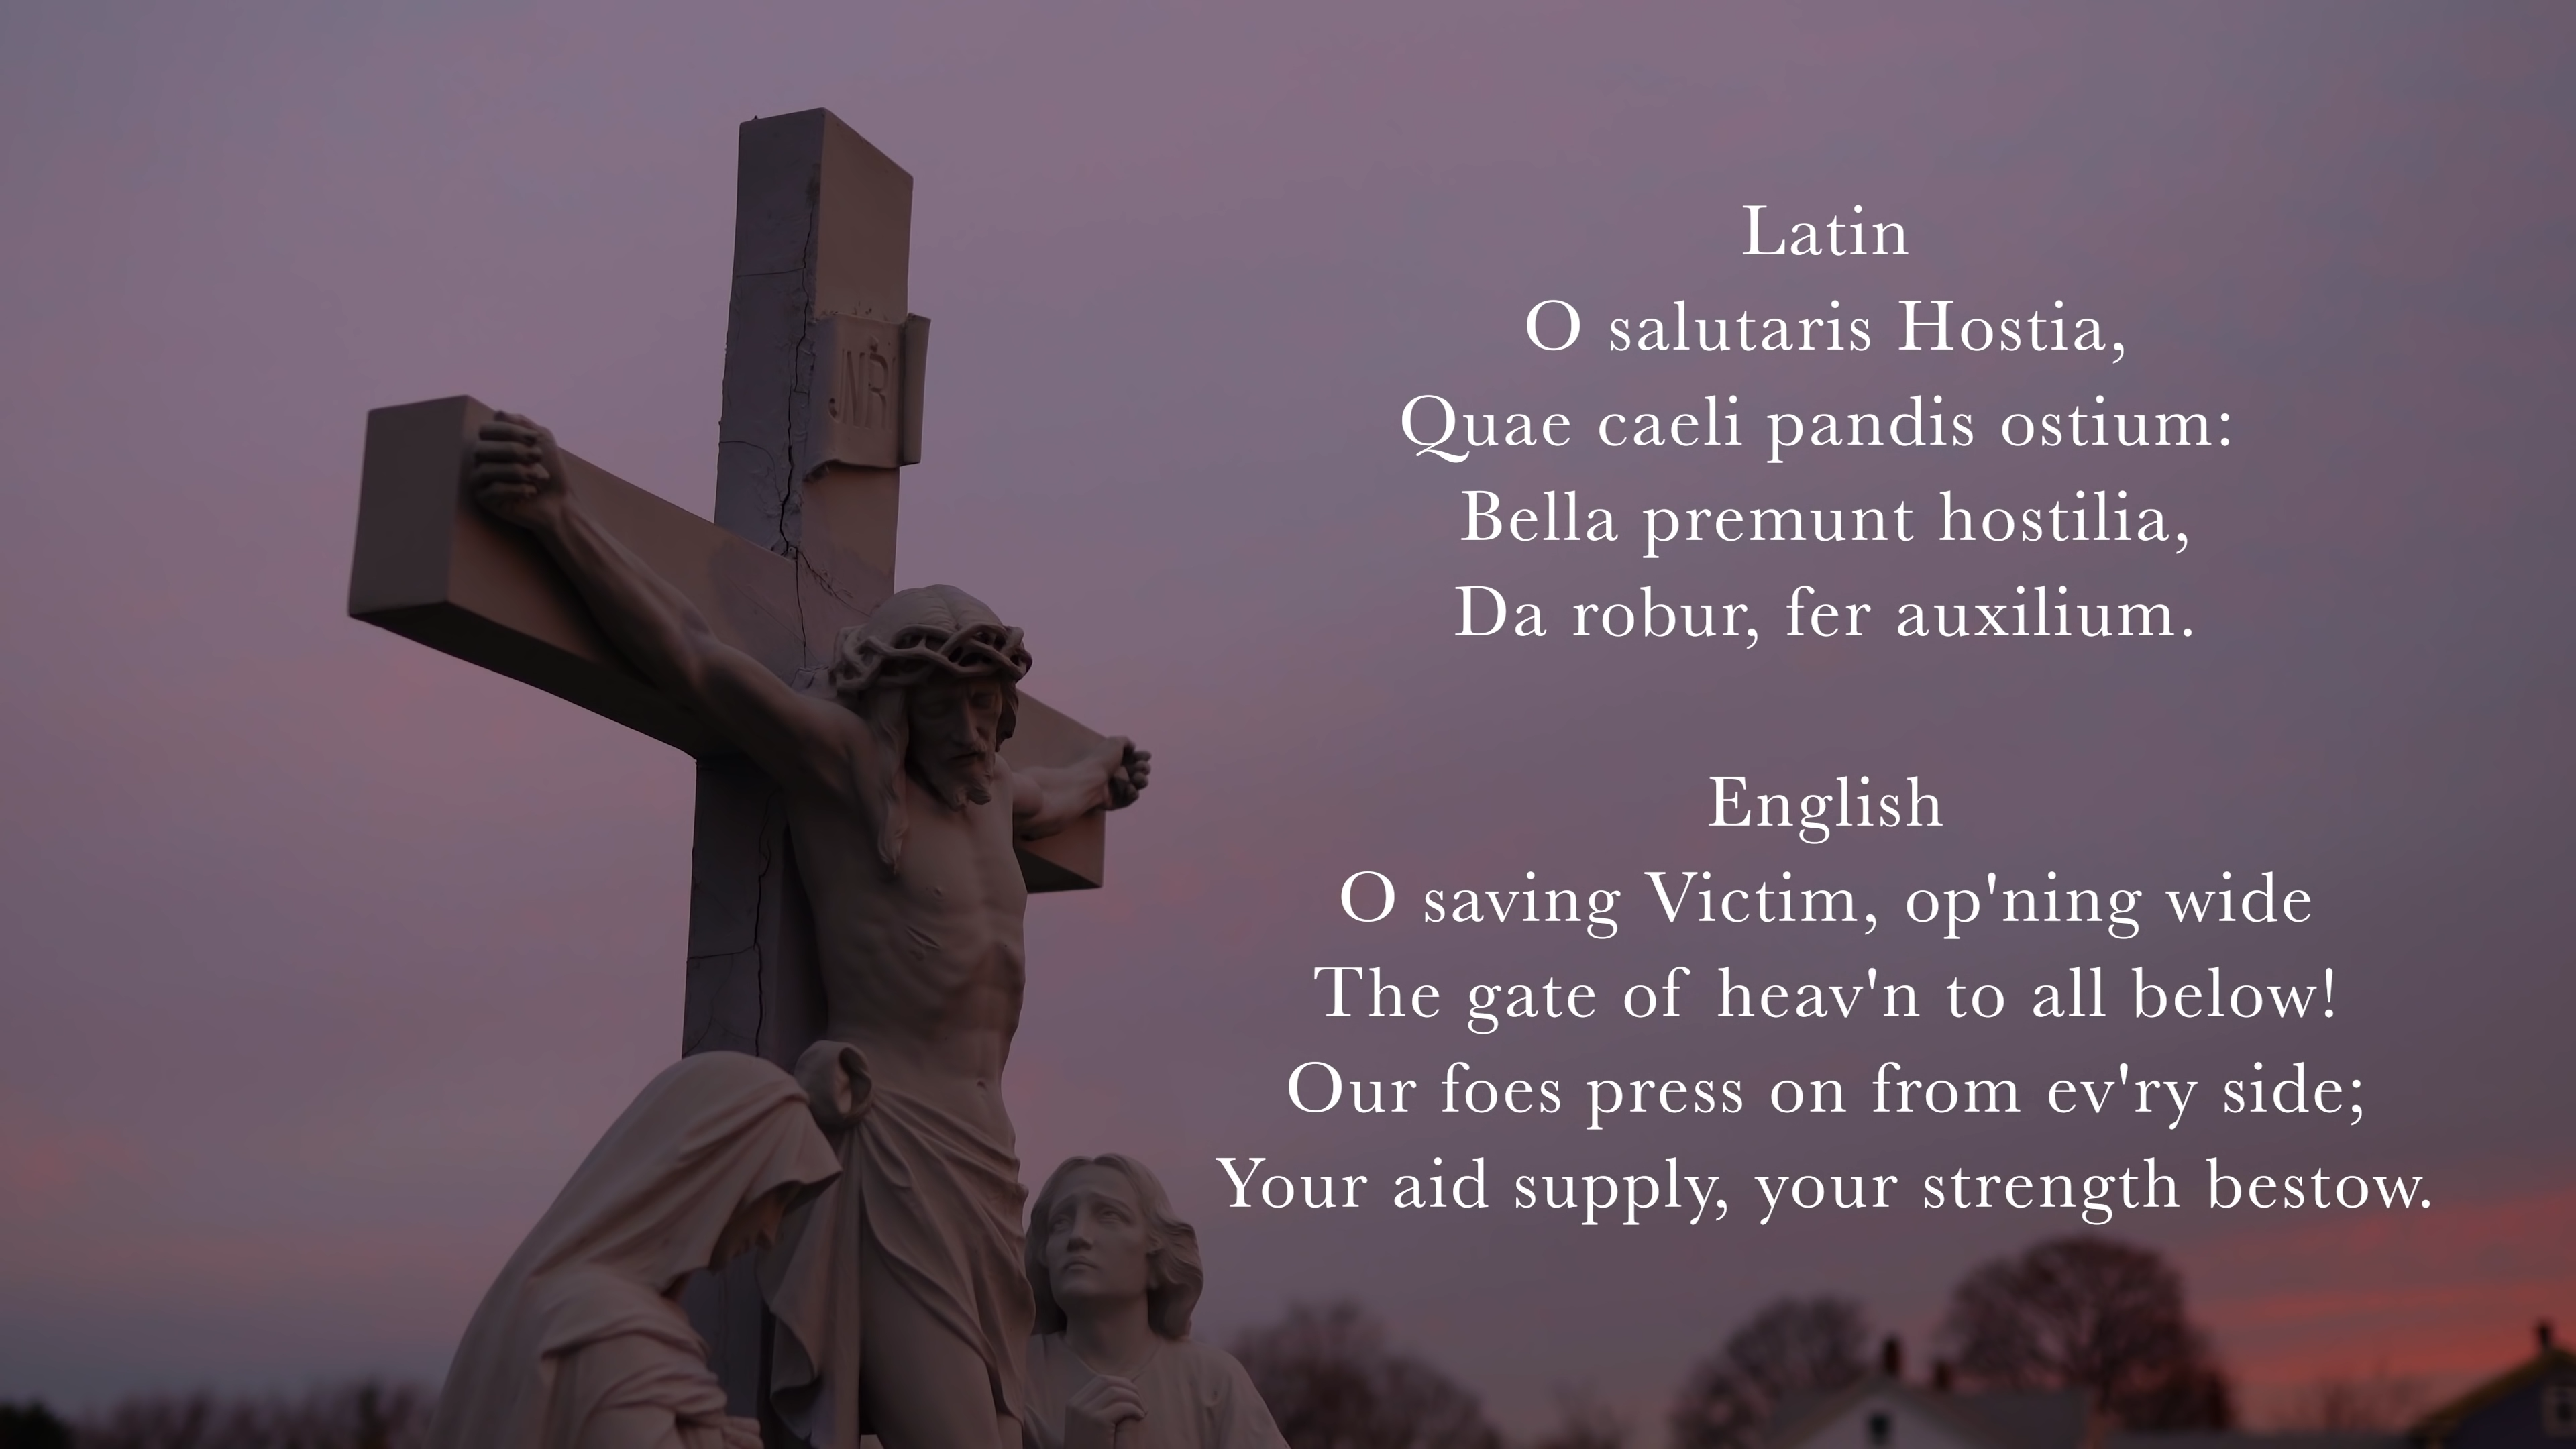 INRI
Latin
O salutaris Hostia,
Quae caeli pandis ostium:
Bella premunt hostilia,
Da robur, fer auxilium.
English
O saving Victim, op'ning wide
The gate of heav'n to all below!
Our foes press on from ev'ry side;
Your aid supply, your strength bestow.